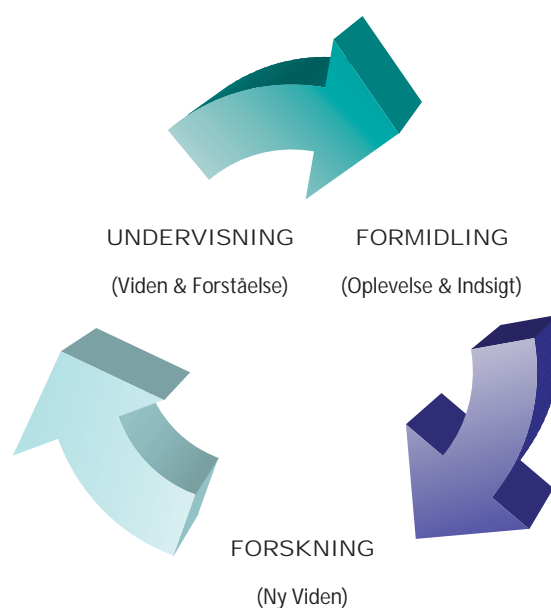 UNDERVISNING
(Viden & Forståelse)
FORMIDLING
(Oplevelse & Indsigt)
FORSKNING
(Ny Viden)